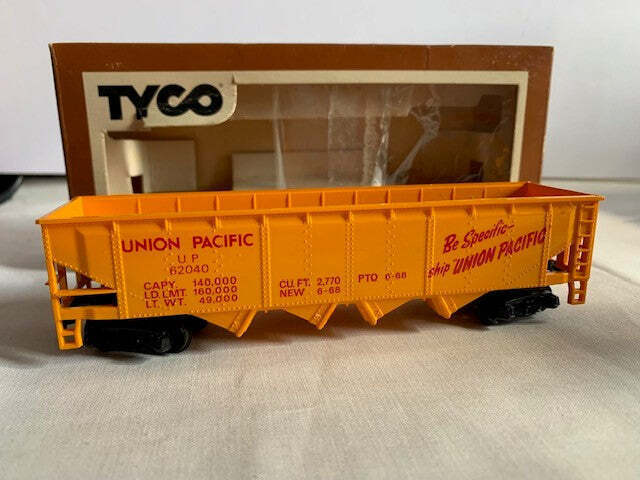 TYCO
UNION PACIFIC
U P
62040
CAPY. 140,000
LD LMT. 160,000
LT. WT. 49,000
CU. FT. 2,770
NEW 6-68
PTO 6-68
Be Specific-
ship "UNION PACIFIC